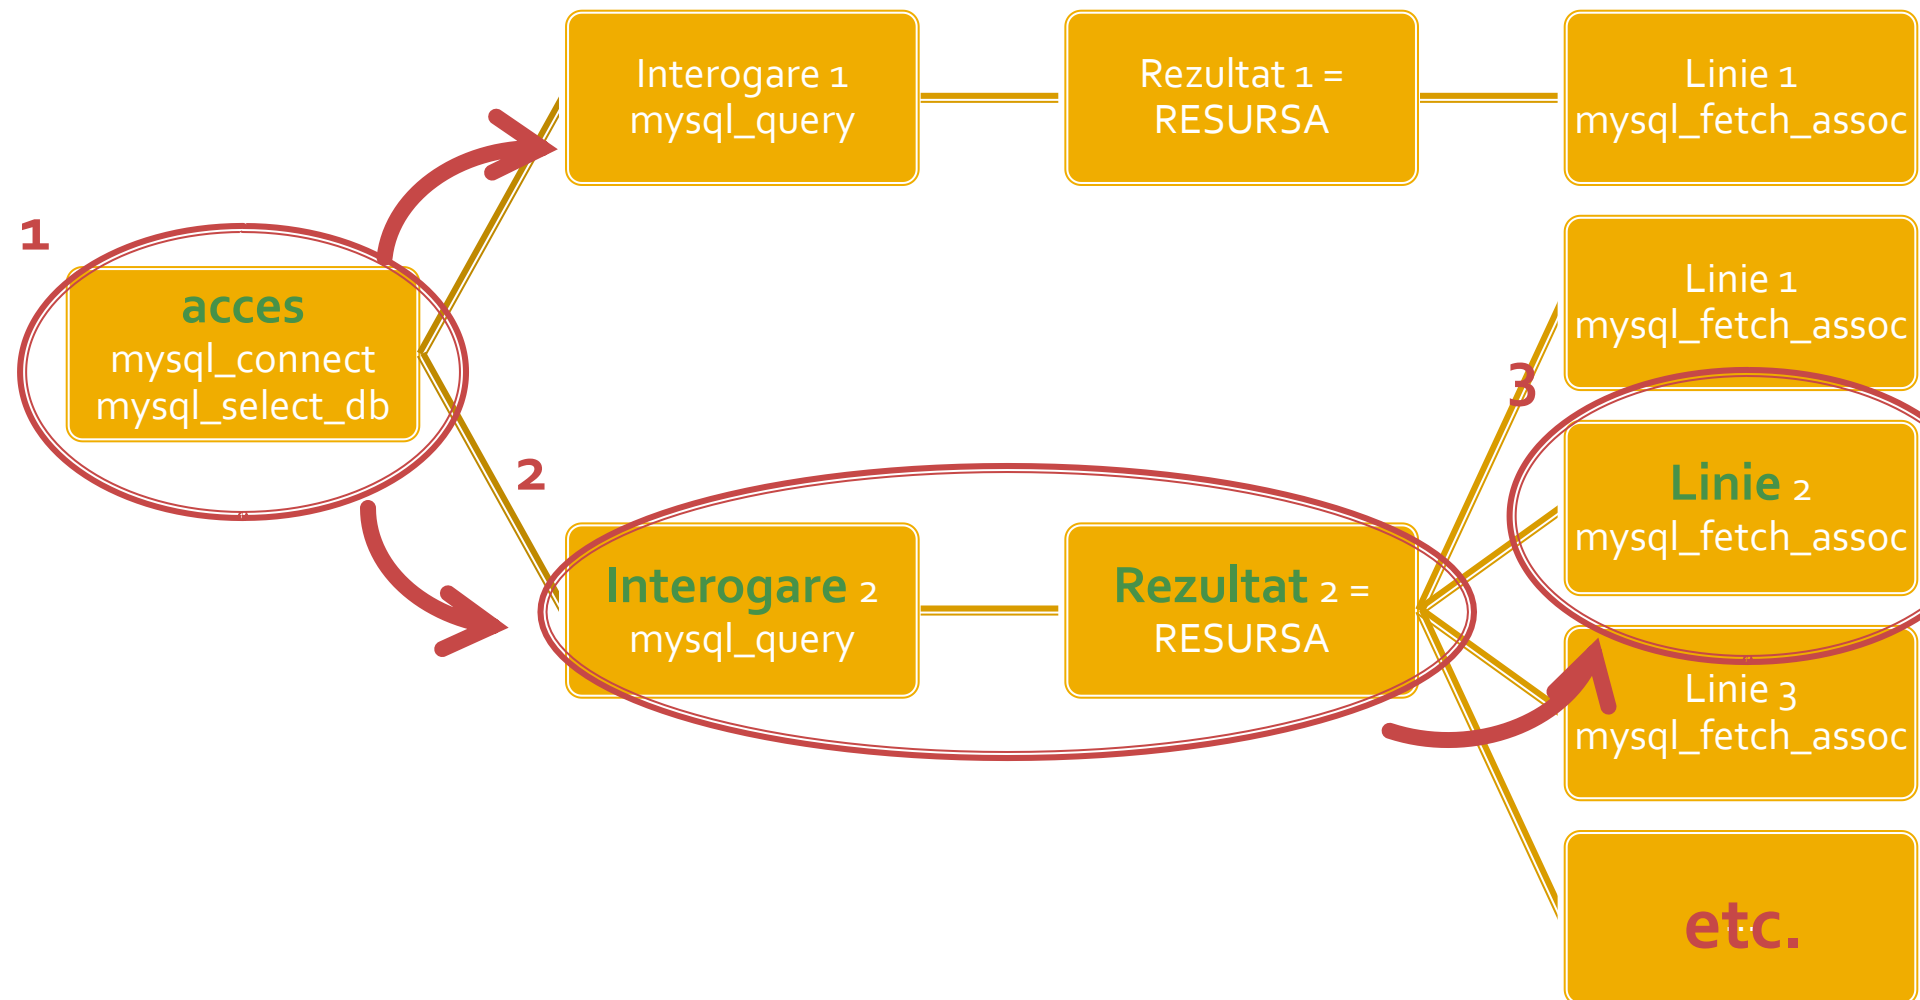 Interogare 1
mysql_query
Rezultat 1 =
RESURSA
Linie 1
mysql_fetch_assoc
1
acces
mysql_connect
mysql_select_db
Linie 1
mysql_fetch_assoc
3
2
Linie 2
mysql_fetch_assoc
Interogare 2
mysql_query
Rezultat 2 =
RESURSA
Linie 3
mysql_fetch_assoc
etc.